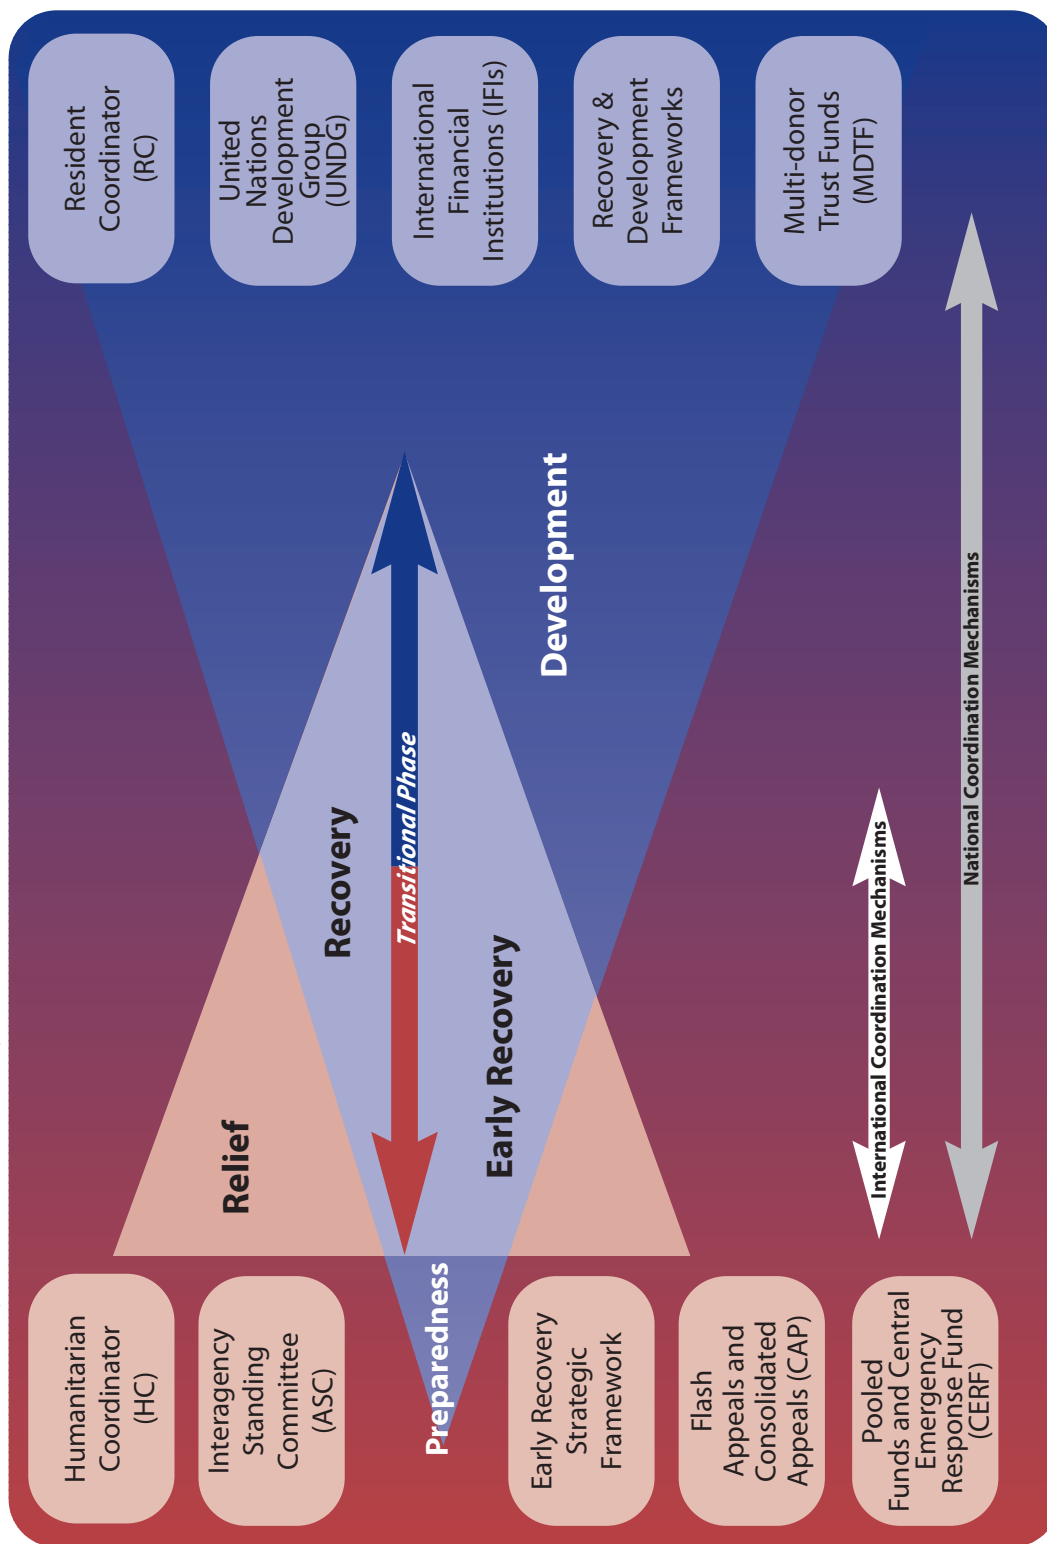 Humanitarian
Coordinator
(HC)
Interagency
Standing
Committee
(ASC)
Preparedness
Early Recovery
Strategic
Framework
Flash
Appeals and
Consolidated
Appeals (CAP)
Pooled
Funds and Central
Emergency
Response Fund
(CERF)
Relief
Recovery
Transitional Phase
Early Recovery
Development
International Coordination Mechanisms
National Coordination Mechanisms
Resident
Coordinator
(RC)
United
Nations
Development
Group
(UNDG)
International
Financial
Institutions (IFIs)
Recovery &
Development
Frameworks
Multi-donor
Trust Funds
(MDTF)